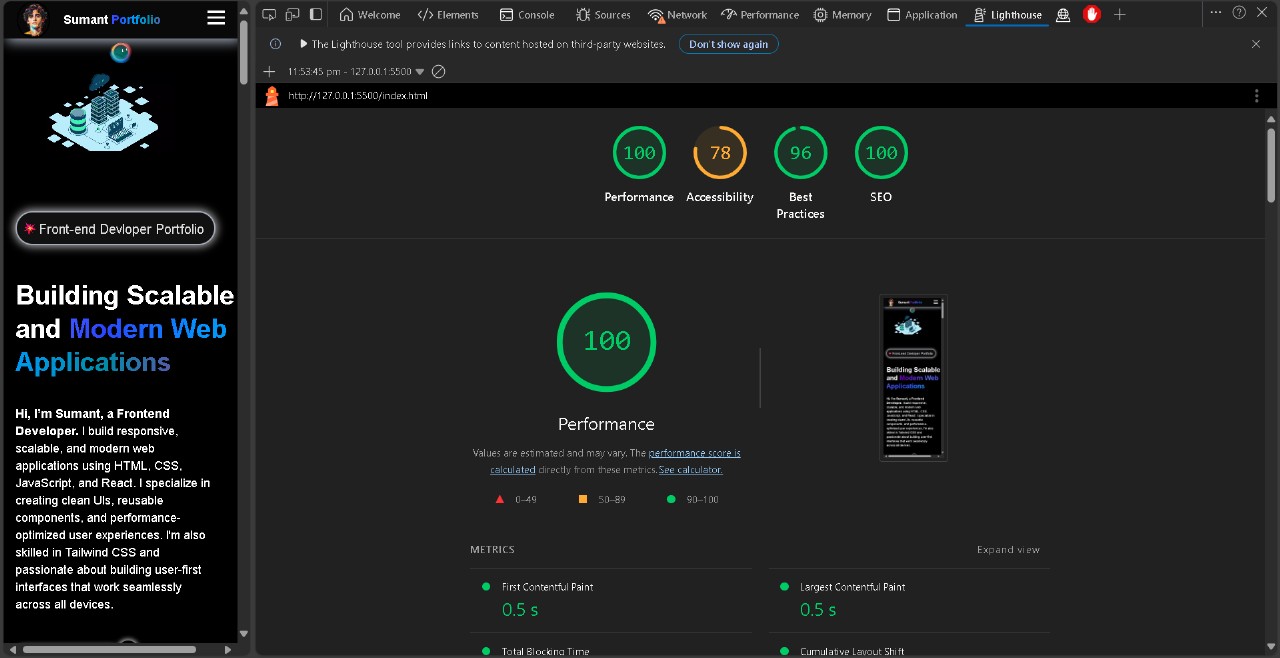 Sumant Portfolio
Front-end Devloper Portfolio
Building Scalable
and Modern Web
Applications
Hi, I'm Sumant, a Frontend
Developer. I build responsive,
scalable, and modern web
applications using HTML, CSS,
JavaScript, and React. I specialize in
creating clean UIs, reusable
components, and performance-
optimized user experiences. I'm also
skilled in Tailwind CSS and
passionate about building user-first
interfaces that work seamlessly
across all devices.
Welcome Elements Console Sources Network Performance Memory Application Lighthouse
The Lighthouse tool provides links to content hosted on third-party websites. Don't show again
11:53:45 pm - 127.0.0.1:5500
http://127.0.0.1:5500/index.html
100 78 96 100
Performance Accessibility Best Practices SEO
100
Performance
Values are estimated and may vary. The performance score is
calculated directly from these metrics. See calculator.
0–49 50–89 90–100
Sumant Portfolio
Building Scalable
and Modern Web
Applications
METRICS Expand view
First Contentful Paint Largest Contentful Paint
0.5 s 0.5 s
Total Blocking Time Cumulative Layout Shift